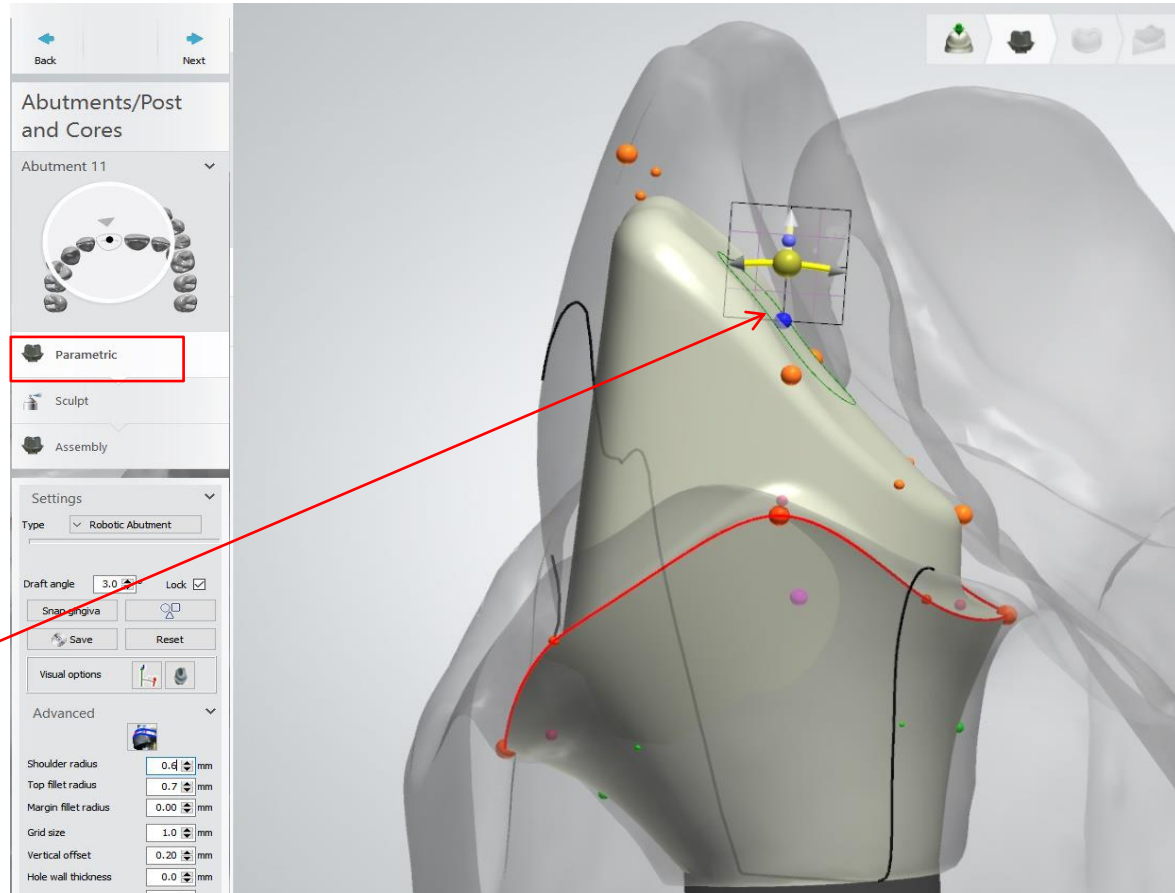 Back
Next
Abutments/Post
and Cores
Abutment 11
Parametric
Sculpt
Assembly
Settings
Type Robotic Abutment
Draft angle 3.0 ° Lock
Snap gingiva
Save Reset
Visual options
Advanced
Shoulder radius 0.6 mm
Top fillet radius 0.7 mm
Margin fillet radius 0.00 mm
Grid size 1.0 mm
Vertical offset 0.20 mm
Hole wall thickness 0.0 mm